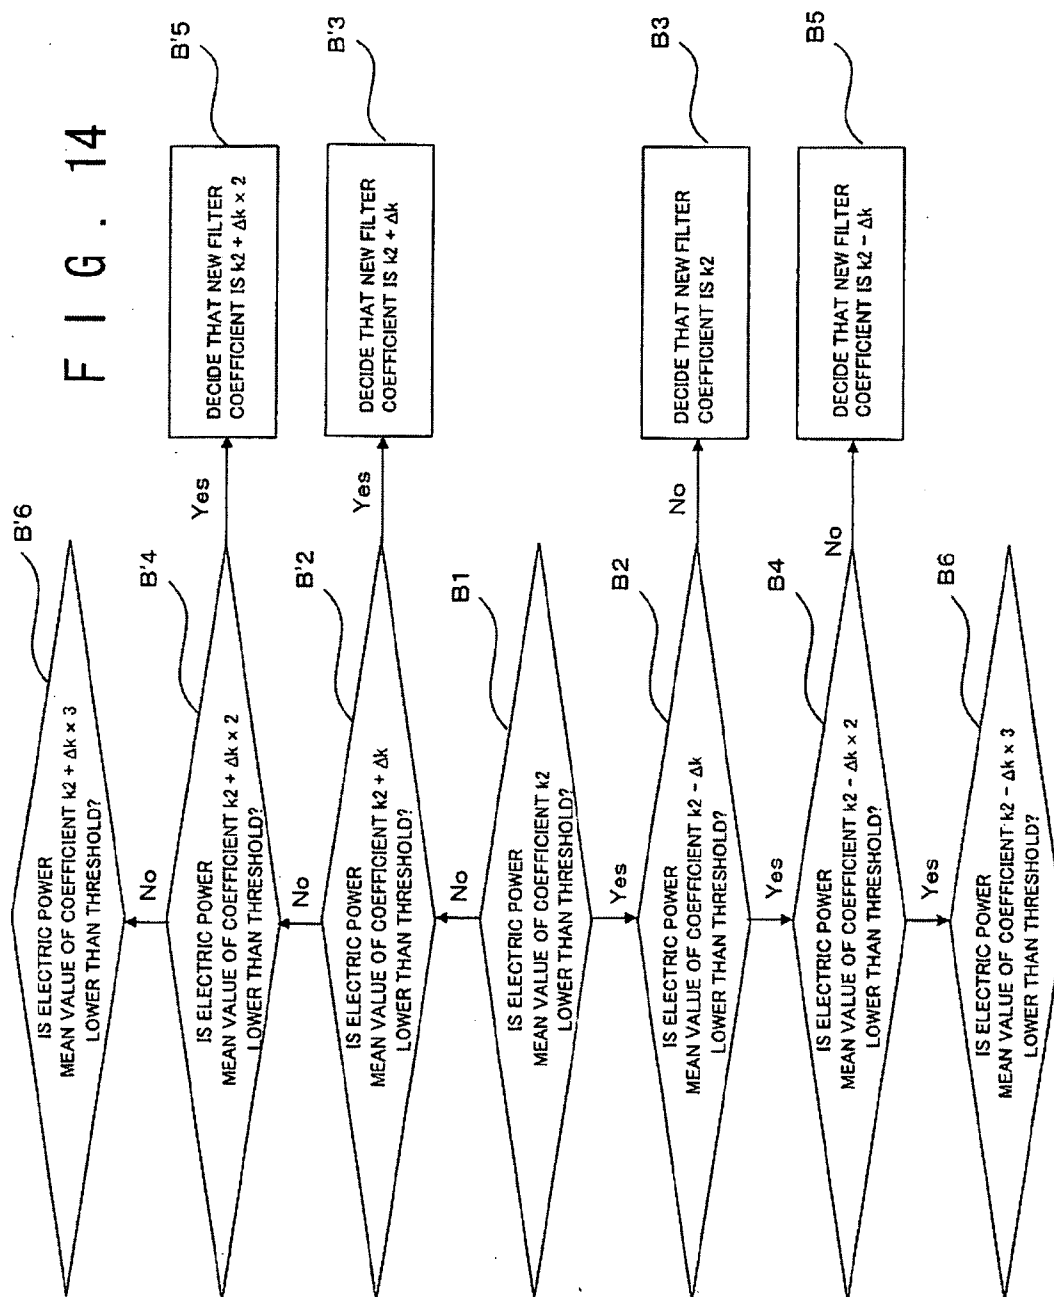 F I G . 14
IS ELECTRIC POWER
MEAN VALUE OF COEFFICIENT k2 + Δk × 3
LOWER THAN THRESHOLD?
B'6
No
IS ELECTRIC POWER
MEAN VALUE OF COEFFICIENT k2 + Δk × 2
LOWER THAN THRESHOLD?
B'4
Yes
DECIDE THAT NEW FILTER
COEFFICIENT IS k2 + Δk × 2
B'5
No
IS ELECTRIC POWER
MEAN VALUE OF COEFFICIENT k2 + Δk
LOWER THAN THRESHOLD?
B'2
Yes
DECIDE THAT NEW FILTER
COEFFICIENT IS k2 + Δk
B'3
No
IS ELECTRIC POWER
MEAN VALUE OF COEFFICIENT k2
LOWER THAN THRESHOLD?
B1
Yes
IS ELECTRIC POWER
MEAN VALUE OF COEFFICIENT k2 − Δk
LOWER THAN THRESHOLD?
B2
No
DECIDE THAT NEW FILTER
COEFFICIENT IS k2
B3
Yes
IS ELECTRIC POWER
MEAN VALUE OF COEFFICIENT k2 − Δk × 2
LOWER THAN THRESHOLD?
B4
No
DECIDE THAT NEW FILTER
COEFFICIENT IS k2 − Δk
B5
Yes
IS ELECTRIC POWER
MEAN VALUE OF COEFFICIENT k2 − Δk × 3
LOWER THAN THRESHOLD?
B6